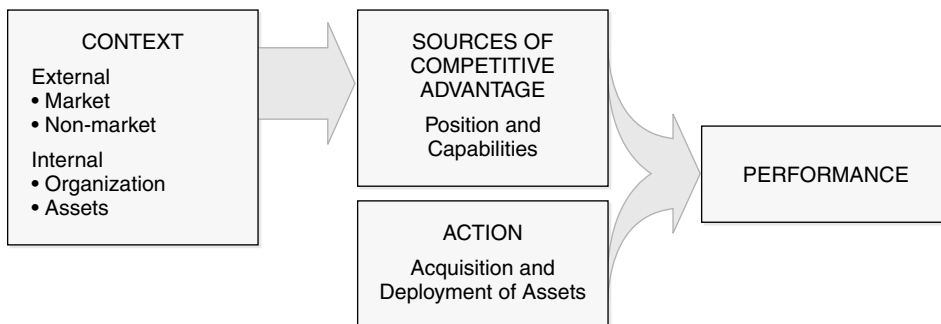 CONTEXT
External
• Market
• Non-market
Internal
• Organization
• Assets
SOURCES OF
COMPETITIVE
ADVANTAGE
Position and
Capabilities
ACTION
Acquisition and
Deployment of Assets
PERFORMANCE